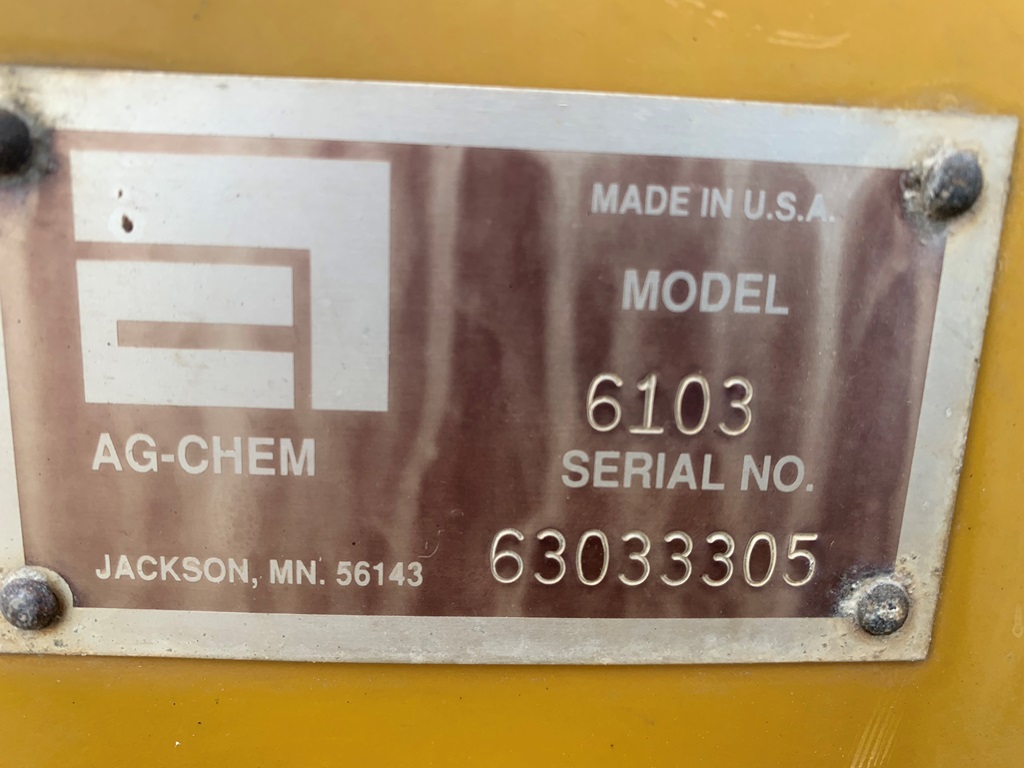 MADE IN U.S.A.
MODEL
6103
AG-CHEM
SERIAL NO.
JACKSON, MN. 56143
63033305